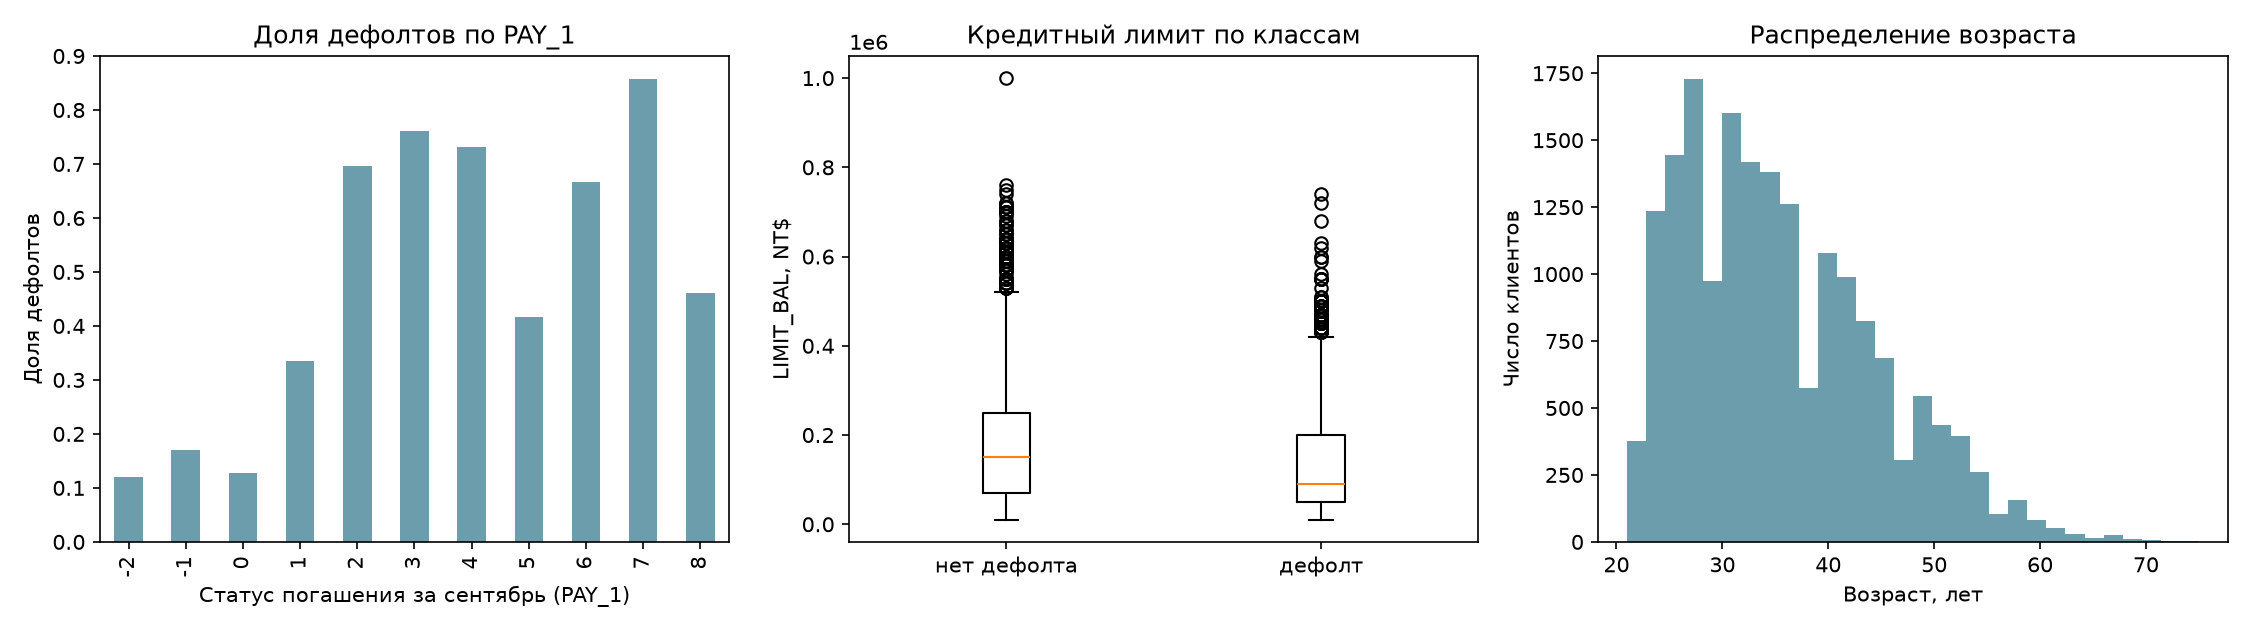 Доля дефолтов по PAY_1
Доля дефолтов
0.9
0.8
0.7
0.6
0.5
0.4
0.3
0.2
0.1
0.0
-2 -1 0 1 2 3 4 5 6 7 8
Статус погашения за сентябрь (PAY_1)
Кредитный лимит по классам
1e6
LIMIT_BAL, NT$
1.0
0.8
0.6
0.4
0.2
0.0
нет дефолта дефолт
Распределение возраста
Число клиентов
1750
1500
1250
1000
750
500
250
0
20 30 40 50 60 70
Возраст, лет